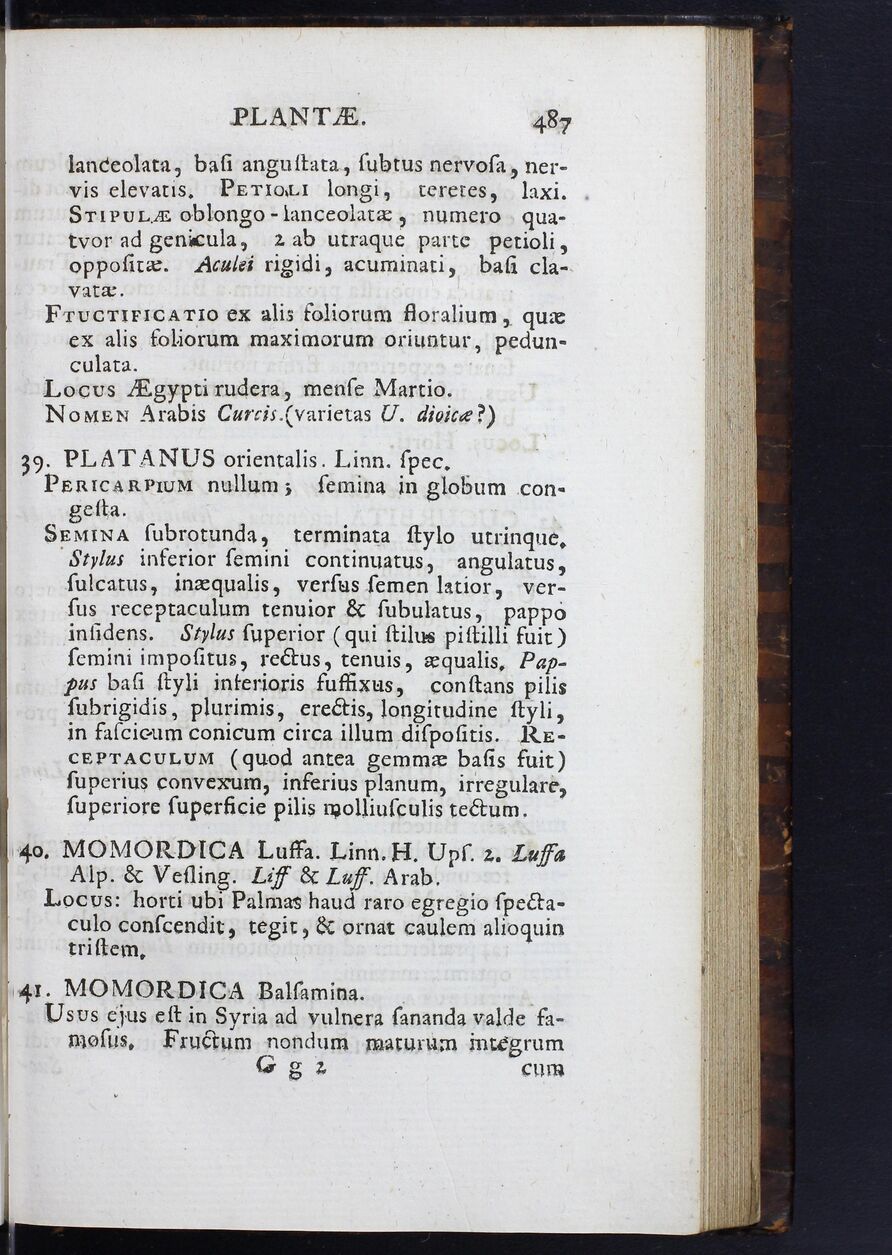 PLANTÆ. 487
lanceolata, baſi anguſtata, ſubtus nervoſa, ner-
vis elevatis. PETIOLI longi, teretes, laxi.
STIPULÆ oblongo-lanceolatæ, numero qua-
tvor ad genicula, 2 ab utraque parte petioli,
oppoſitæ. Aculei rigidi, acuminati, baſi cla-
vatæ.
FTUCTIFICATIO ex alis foliorum floralium, quæ
ex alis foliorum maximorum oriuntur, pedun-
culata.
LOCUS Ægypti rudera, menſe Martio.
NOMEN Arabis Curcis.(varietas U. dioicæ?)
39. PLATANUS orientalis. Linn. ſpec.
PERICARPIUM nullum; ſemina in globum con-
geſta.
SEMINA ſubrotunda, terminata ſtylo utrinque.
Stylus inferior ſemini continuatus, angulatus,
ſulcatus, inæqualis, verſus ſemen latior, ver-
ſus receptaculum tenuior & ſubulatus, pappo
inſidens. Stylus ſuperior (qui ſtilus piſtilli fuit)
ſemini impoſitus, rectus, tenuis, æqualis. Pap-
pus baſi ſtyli inferioris ſuffixus, conſtans pilis
ſubrigidis, plurimis, erectis, longitudine ſtyli,
in faſcicium conicum circa illum diſpoſitis. RE-
CEPTACULUM (quod antea gemmæ baſis fuit)
ſuperius convexum, inferius planum, irregulare,
ſuperiore ſuperficie pilis molliuſculis tectum.
40. MOMORDICA Luffa. Linn. H. Upſ. 2. Luffa
Alp. & Veſling. Liff & Luff. Arab.
LOCUS: horti ubi Palmas haud raro egregio ſpecta-
culo conſcendit, tegit, & ornat caulem alioquin
triſtem.
41. MOMORDICA Balſamina.
USUS ejus eſt in Syria ad vulnera ſananda valde fa-
moſus. Fructum nondum maturum integrum
G g 2 cum